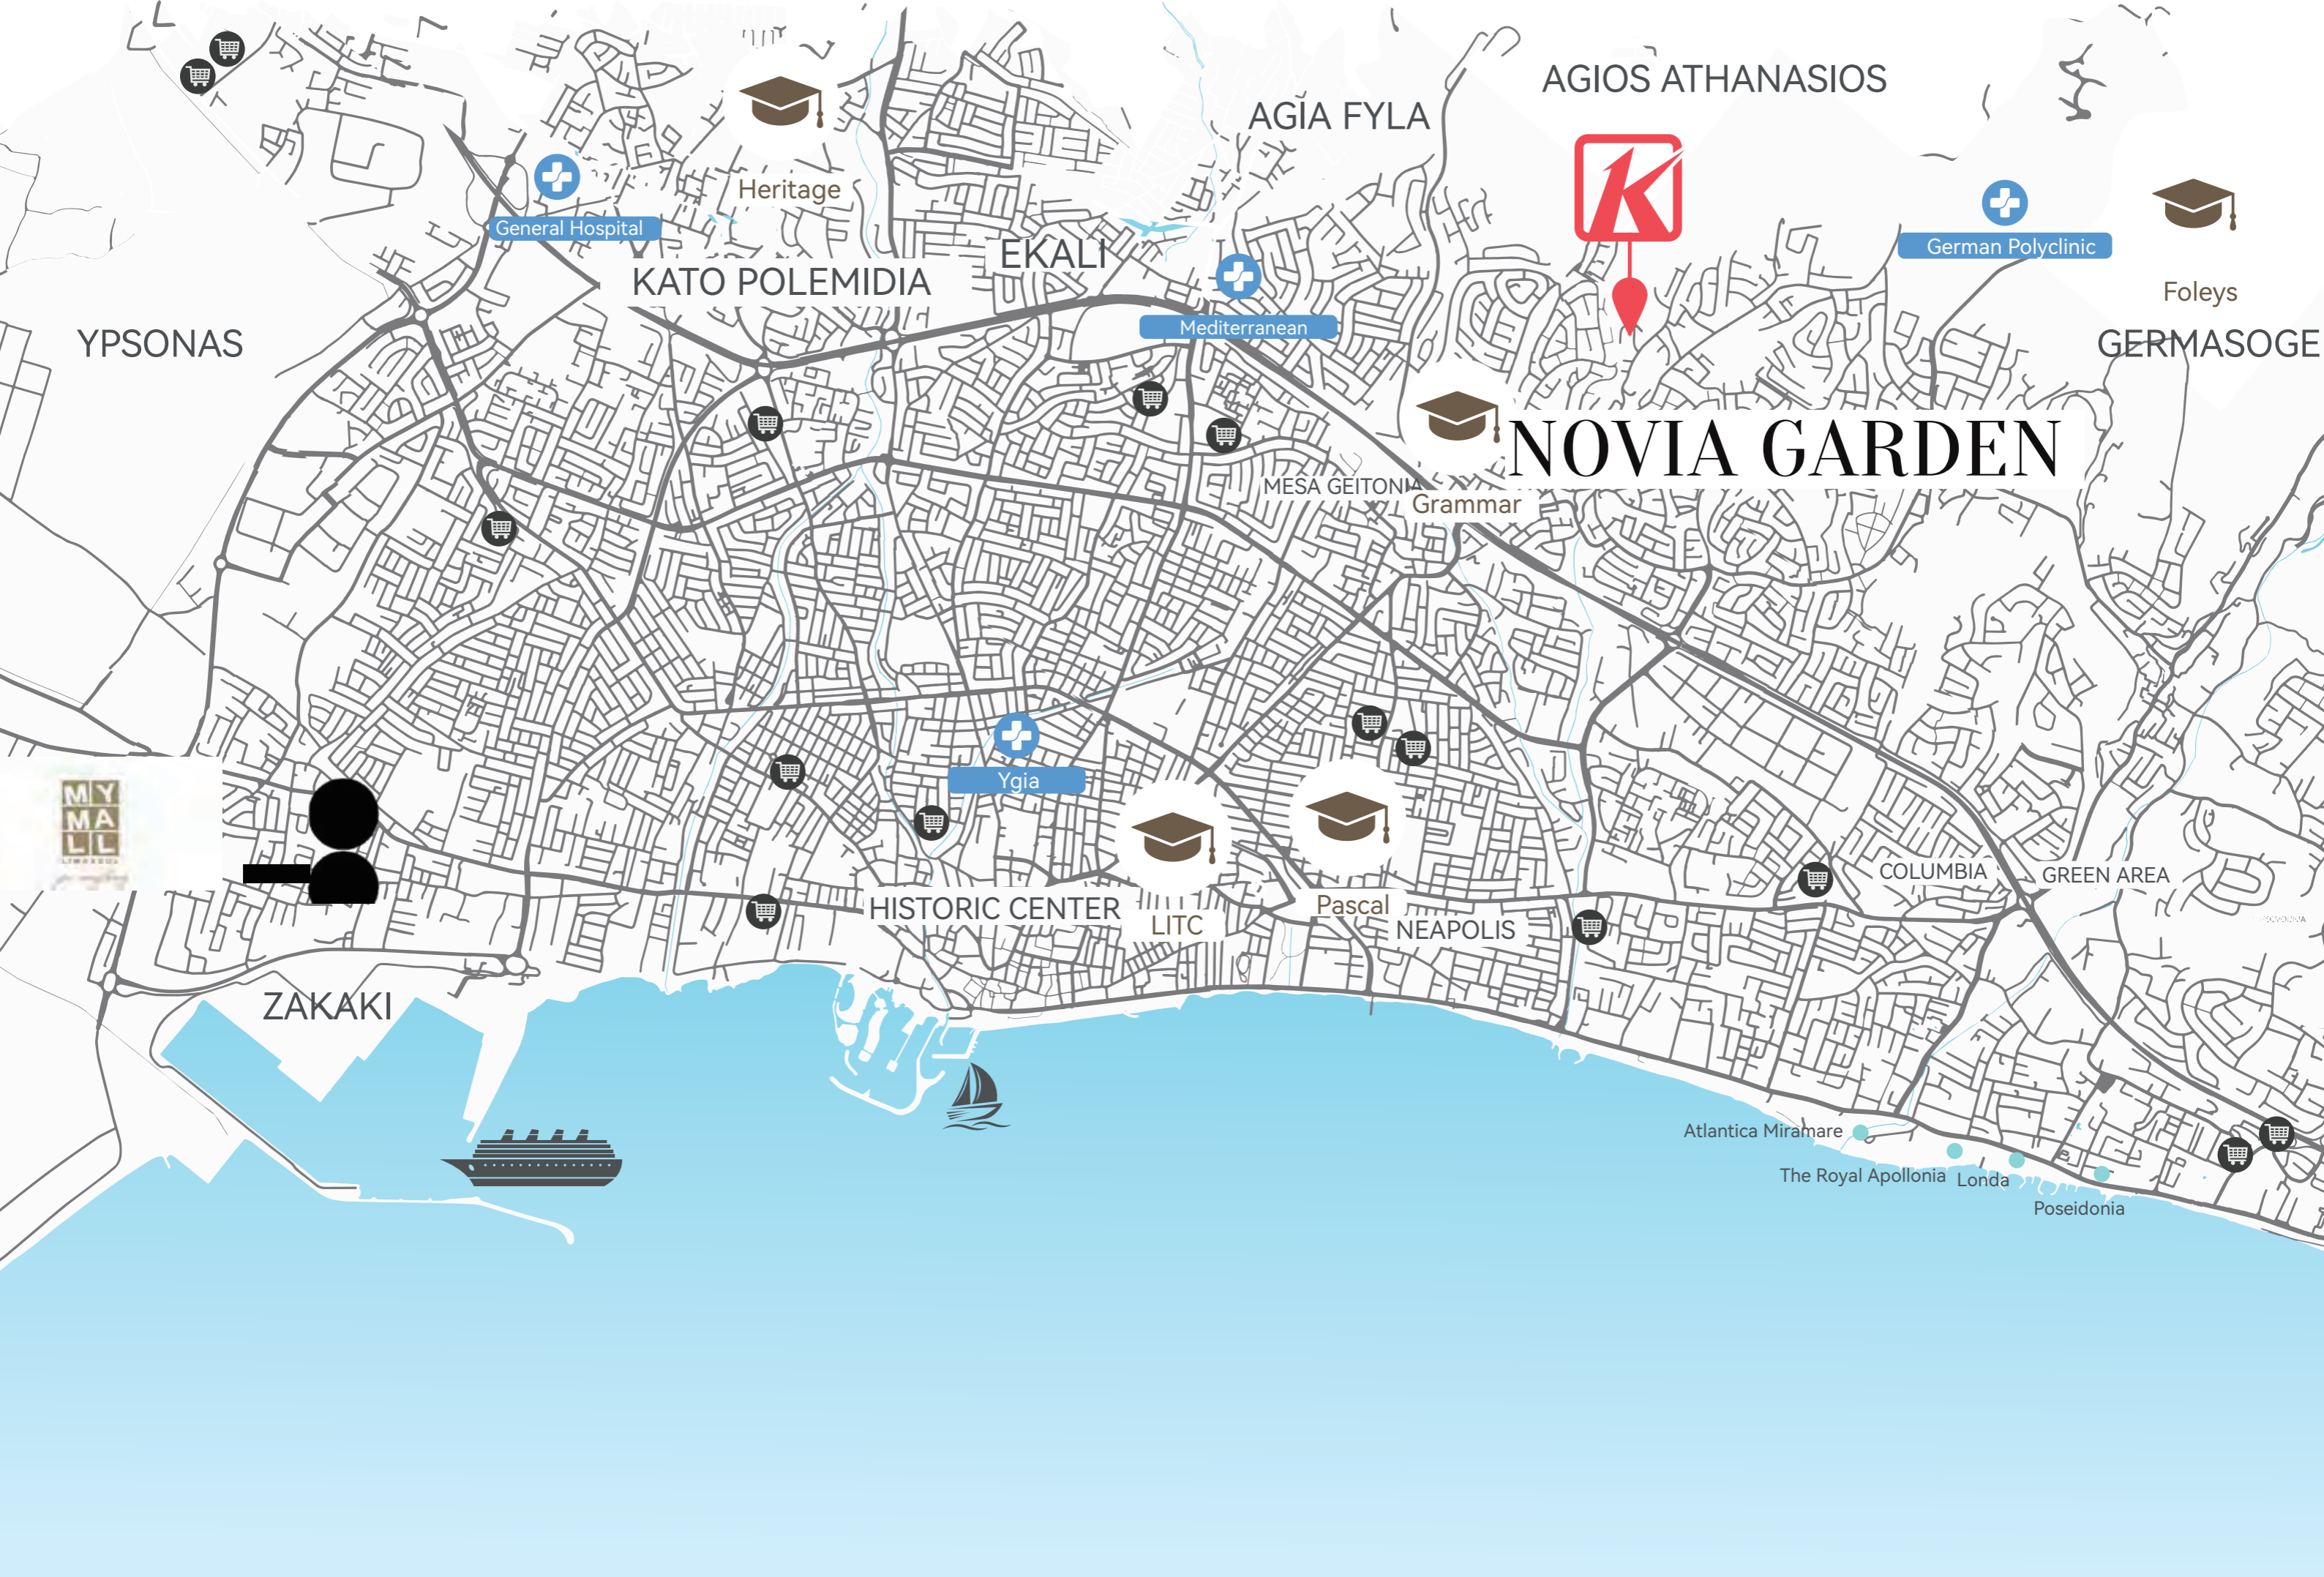 AGIOS ATHANASIOS
AGIA FYLA
Heritage
General Hospital
German Polyclinic
EKALI
KATO POLEMIDIA
Foleys
Mediterranean
YPSONAS
GERMASOGE
NOVIA GARDEN
MESA GEITONIA
Grammar
Ygia
MY
MA
LL
LIMASSOL
COLUMBIA
GREEN AREA
HISTORIC CENTER
Pascal
LITC
NEAPOLIS
ZAKAKI
Atlantica Miramare
The Royal Apollonia
Londa
Poseidonia